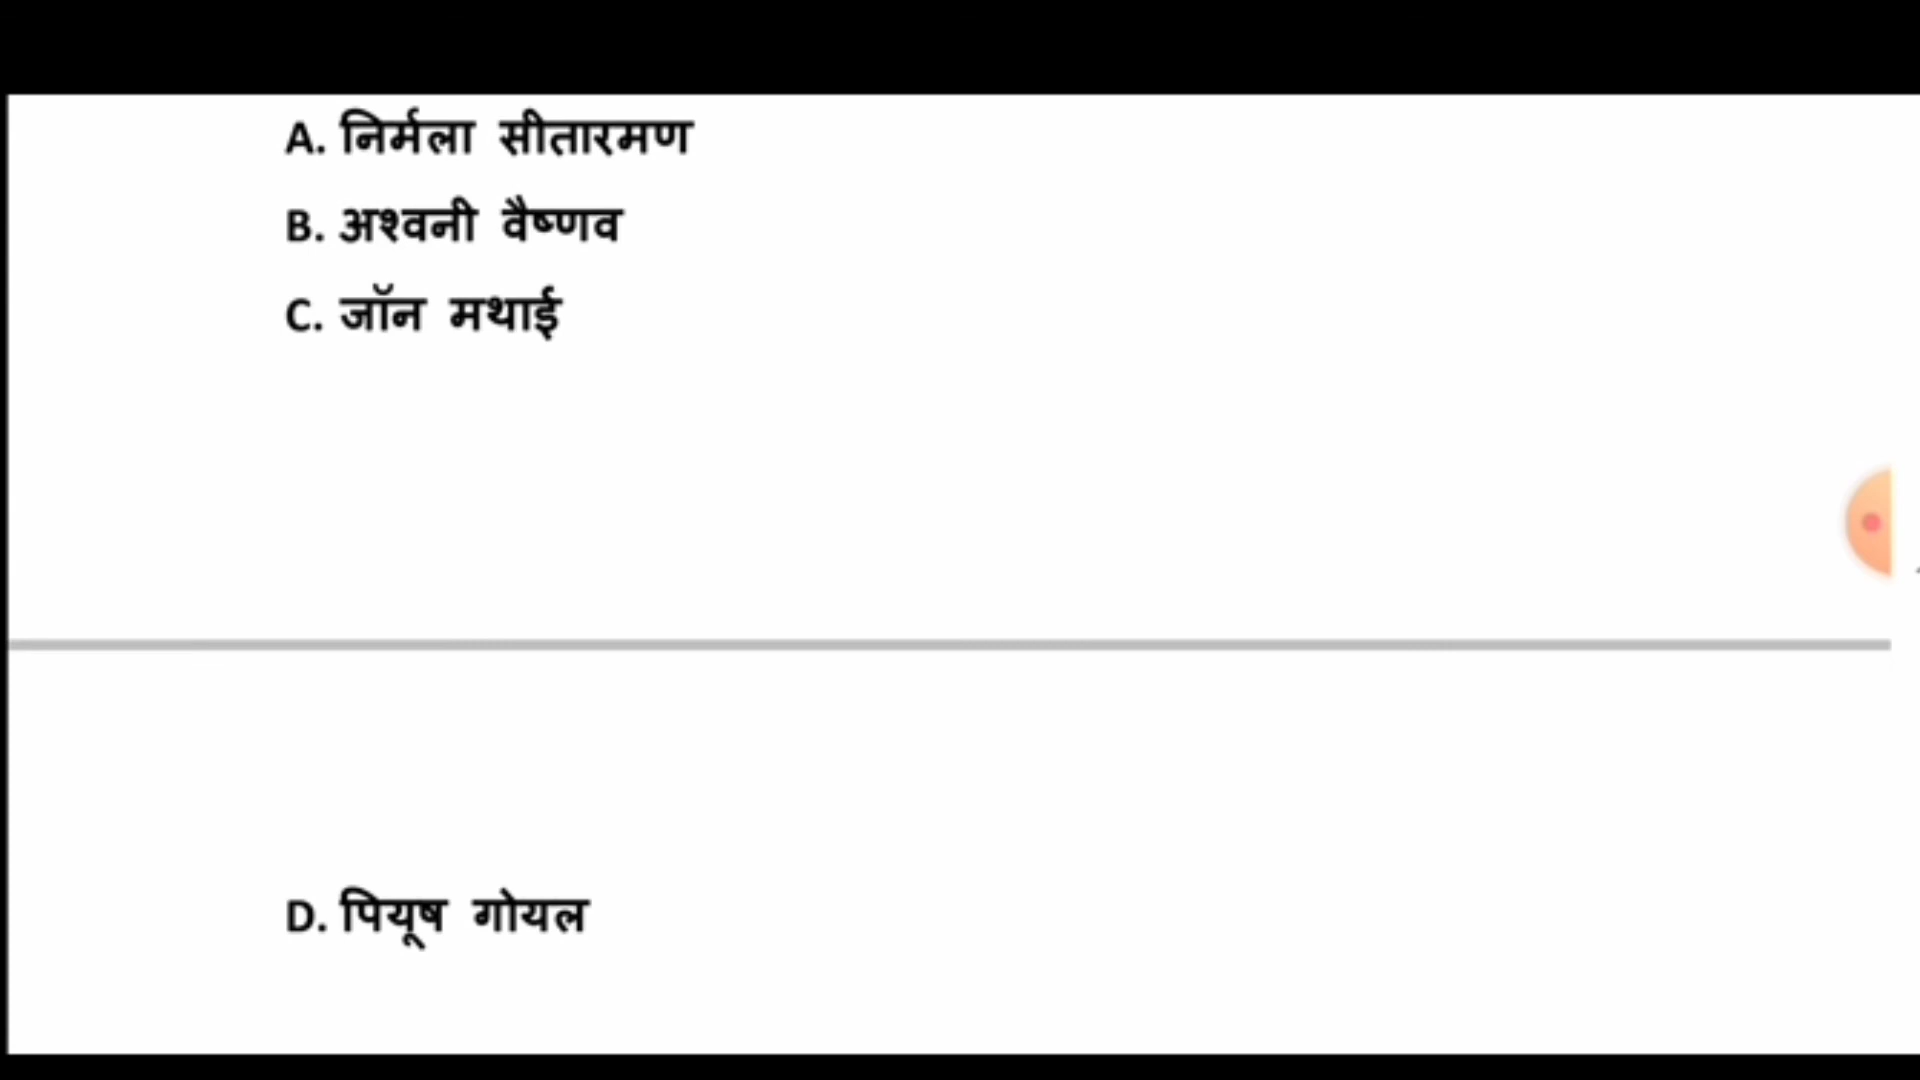 A. निर्मला सीतारमण
B. अश्वनी वैष्णव
C. जॉन मथाई
D. पियूष गोयल